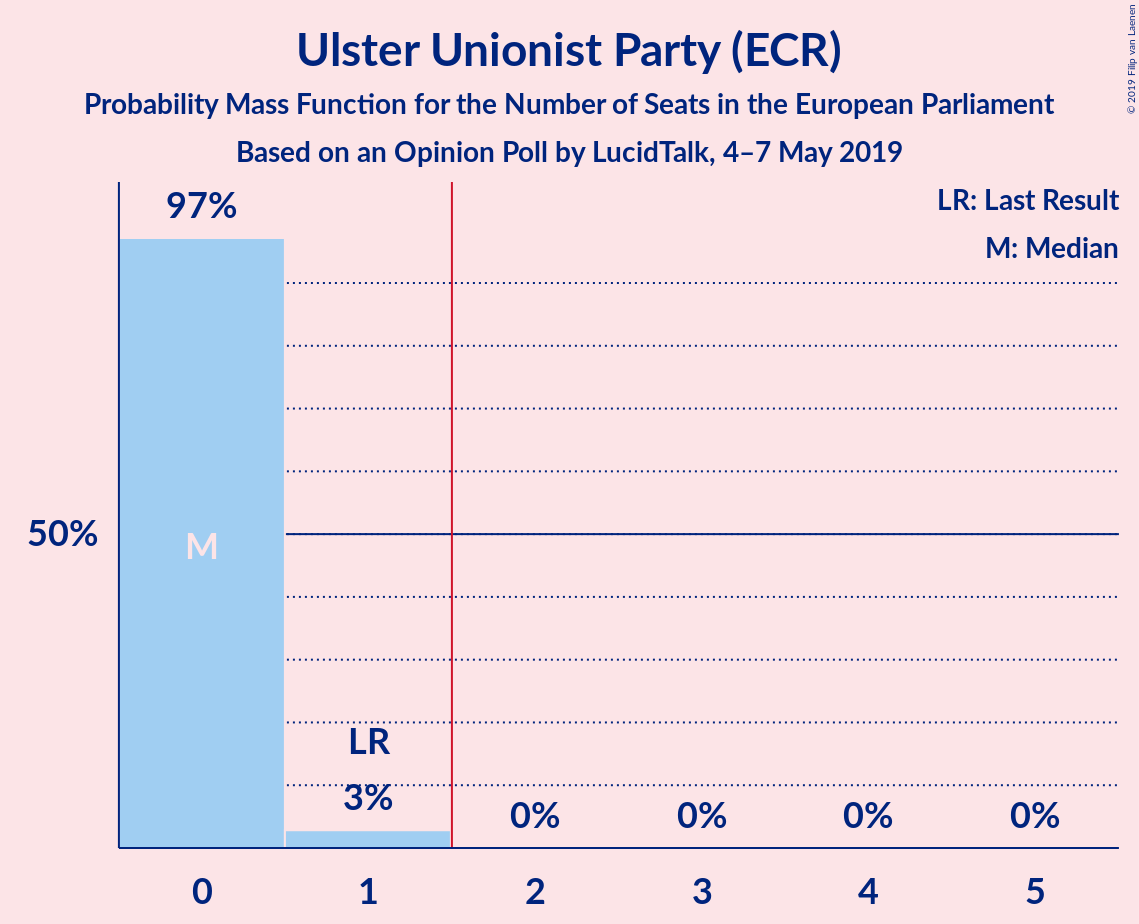 Ulster Unionist Party (ECR)
Probability Mass Function for the Number of Seats in the European Parliament
Based on an Opinion Poll by LucidTalk, 4–7 May 2019
© 2019 Filip van Laenen
LR: Last Result
M: Median
97%
50%
M
LR
3%
0%
0%
0%
0%
0
1
2
3
4
5